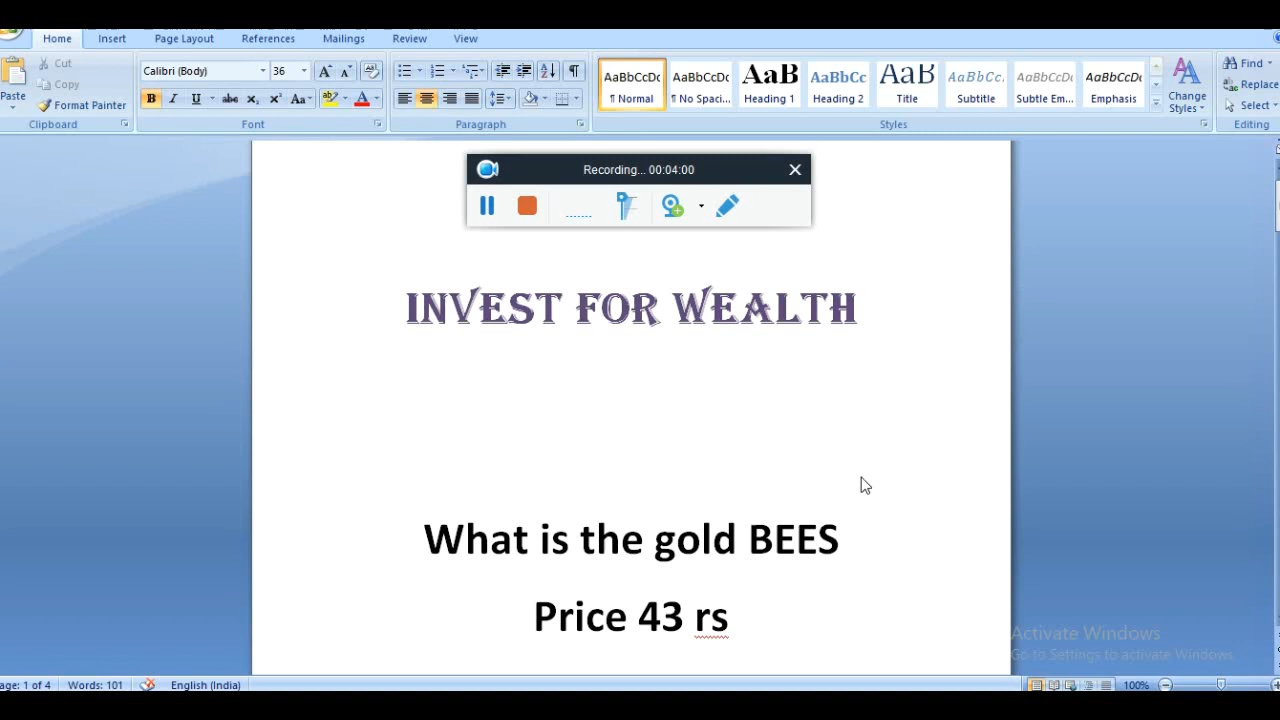 Home Insert Page Layout References Mailings Review View
Cut
Copy
Paste
Format Painter
Clipboard
Calibri (Body) 36
Font
Paragraph
AaBbCcDc AaBbCcDc AaB AaBbCc AaB AaBbCc. AaBbCcDc AaBbCcDc
¶ Normal ¶ No Spaci... Heading 1 Heading 2 Title Subtitle Subtle Em... Emphasis
Change
Styles
Styles
Find
Replace
Select
Editing
Recording... 00:04:00
INVEST FOR WEALTH
What is the gold BEES
Price 43 rs
Activate Windows
Go to Settings to activate Windows.
age: 1 of 4 Words: 101 English (India) 100%